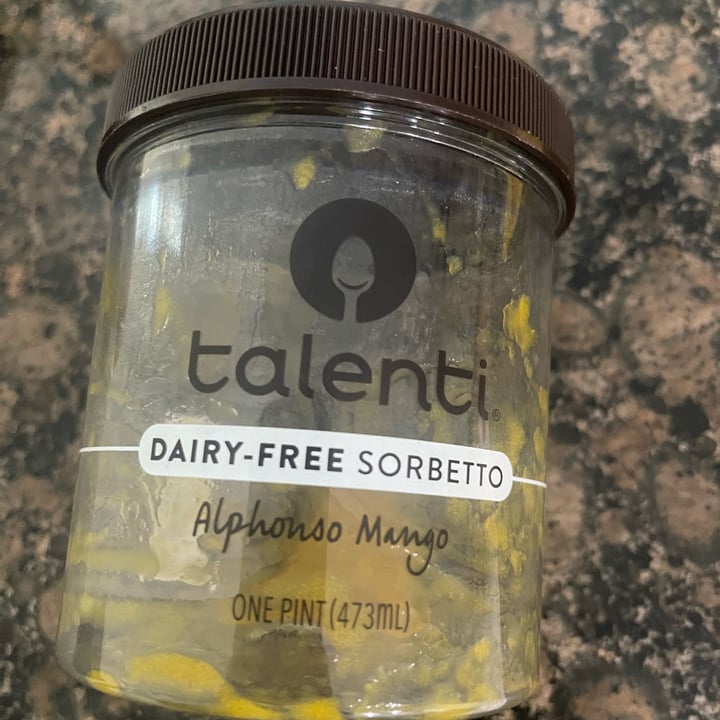 talenti®
DAIRY-FREE SORBETTO
Alphonso Mango
ONE PINT (473mL)